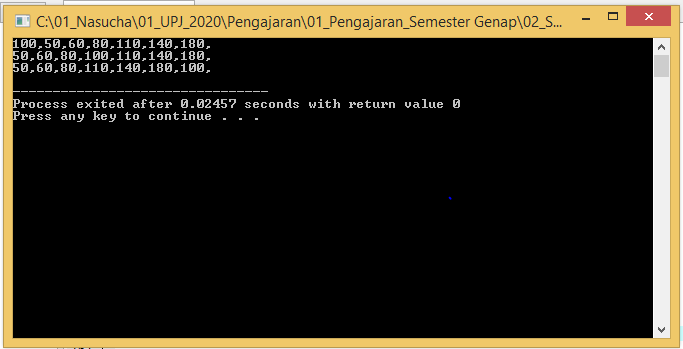 C:\01_Nasucha\01_UPJ_2020\Pengajaran\01_Pengajaran_Semester Genap\02_S...
100,50,60,80,110,140,180,
50,60,80,100,110,140,180,
50,60,80,110,140,180,100,
--------------------------------
Process exited after 0.02457 seconds with return value 0
Press any key to continue . . .